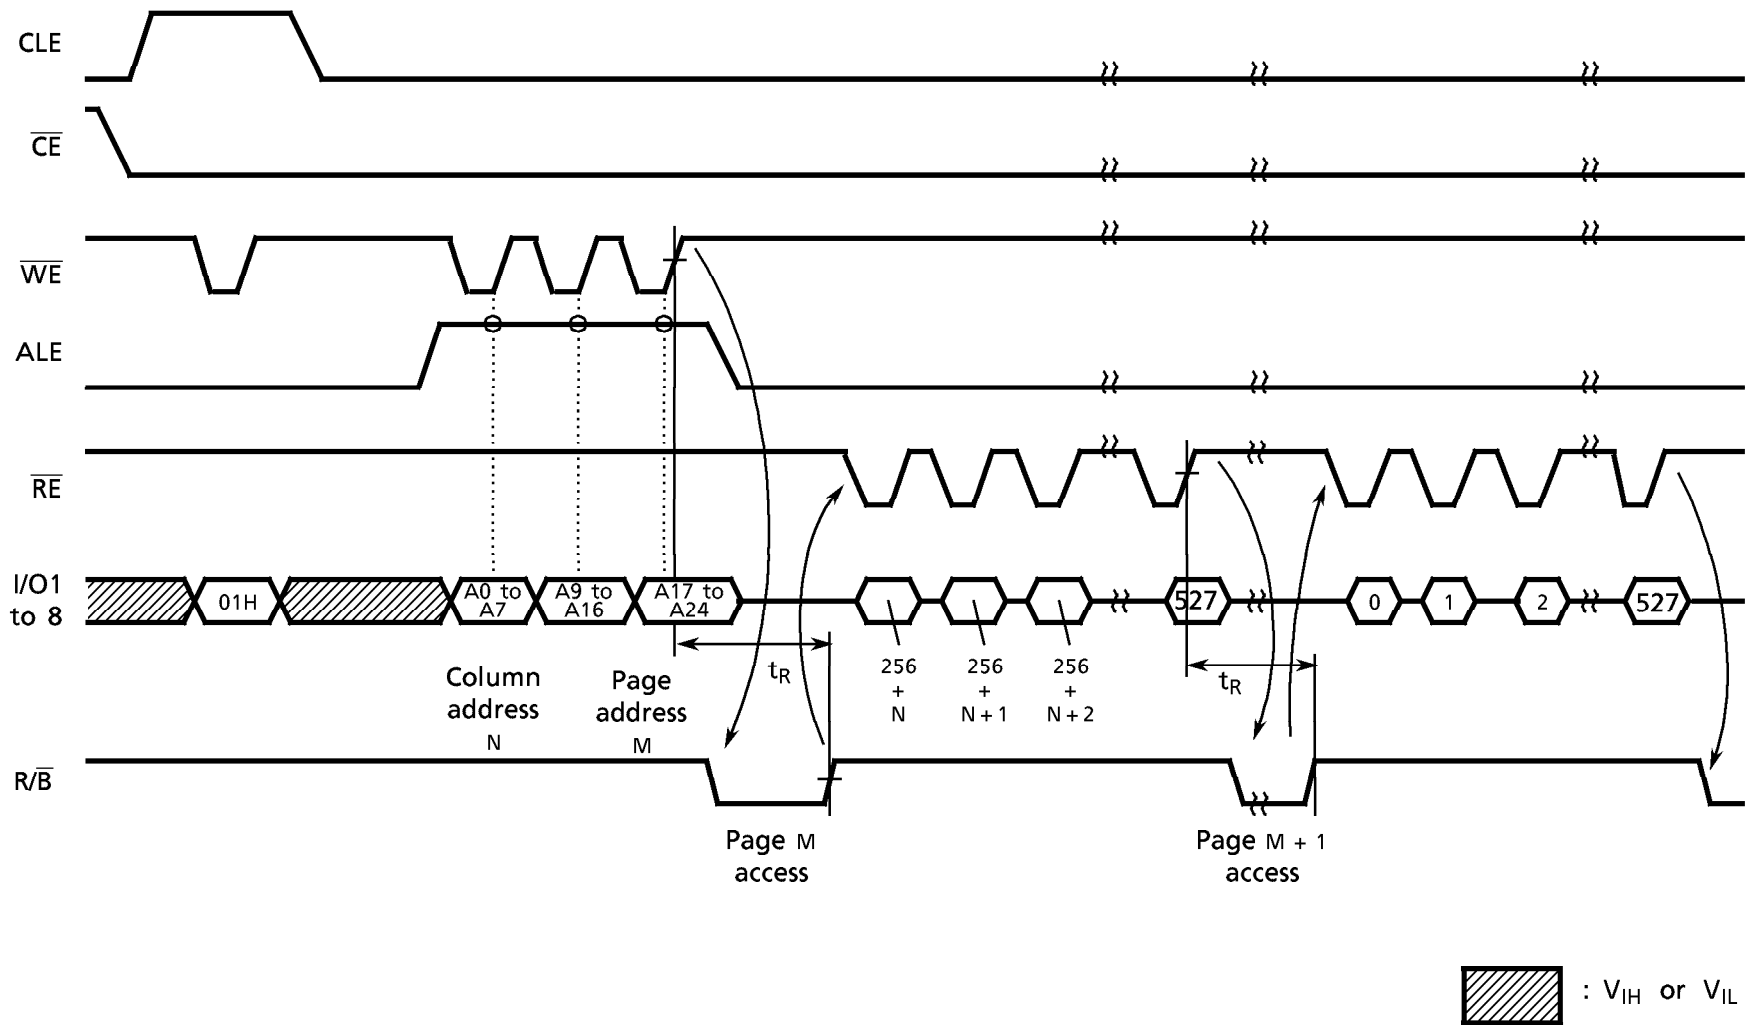 CLE
CE
WE
ALE
RE
I/O1
to 8
01H
A0 to
A7
A9 to
A16
A17 to
A24
527
0
1
2
527
Column
address
N
Page
address
M
tR
256
+
N
256
+
N + 1
256
+
N + 2
tR
R/B
Page M
access
Page M + 1
access
: VIH or VIL